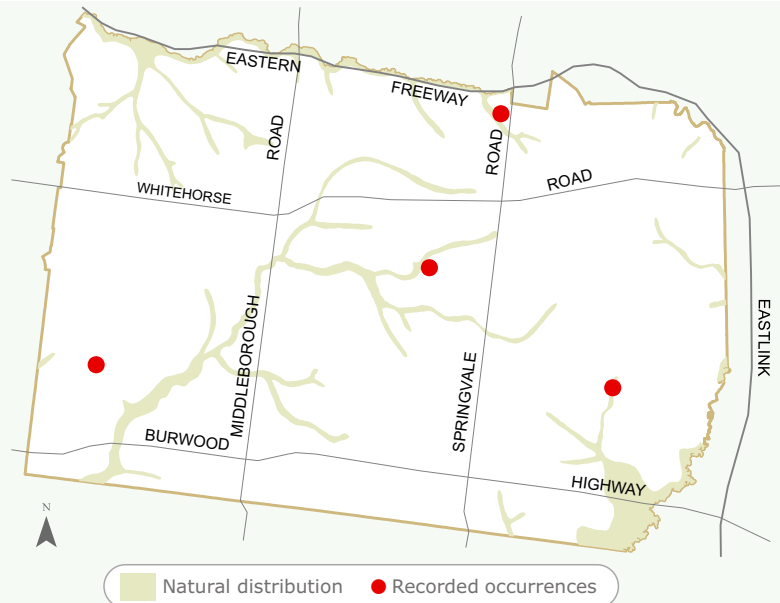 EASTERN
FREEWAY
ROAD
ROAD
WHITEHORSE
ROAD
MIDDLEBOROUGH
SPRINGVALE
EASTLINK
BURWOOD
HIGHWAY
N
Natural distribution
Recorded occurrences